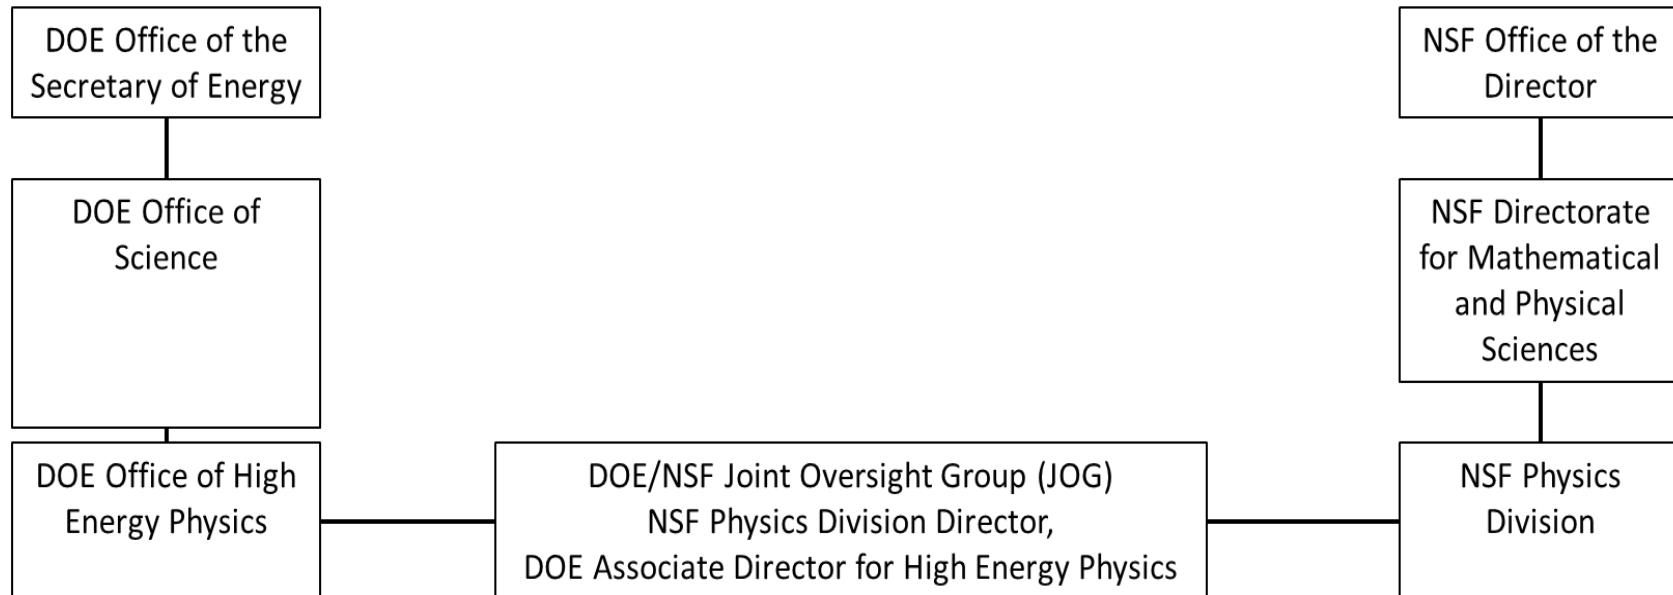 DOE Office of the
Secretary of Energy
NSF Office of the
Director
DOE Office of
Science
NSF Directorate
for Mathematical
and Physical
Sciences
DOE Office of High
Energy Physics
DOE/NSF Joint Oversight Group (JOG)
NSF Physics Division Director,
DOE Associate Director for High Energy Physics
NSF Physics
Division